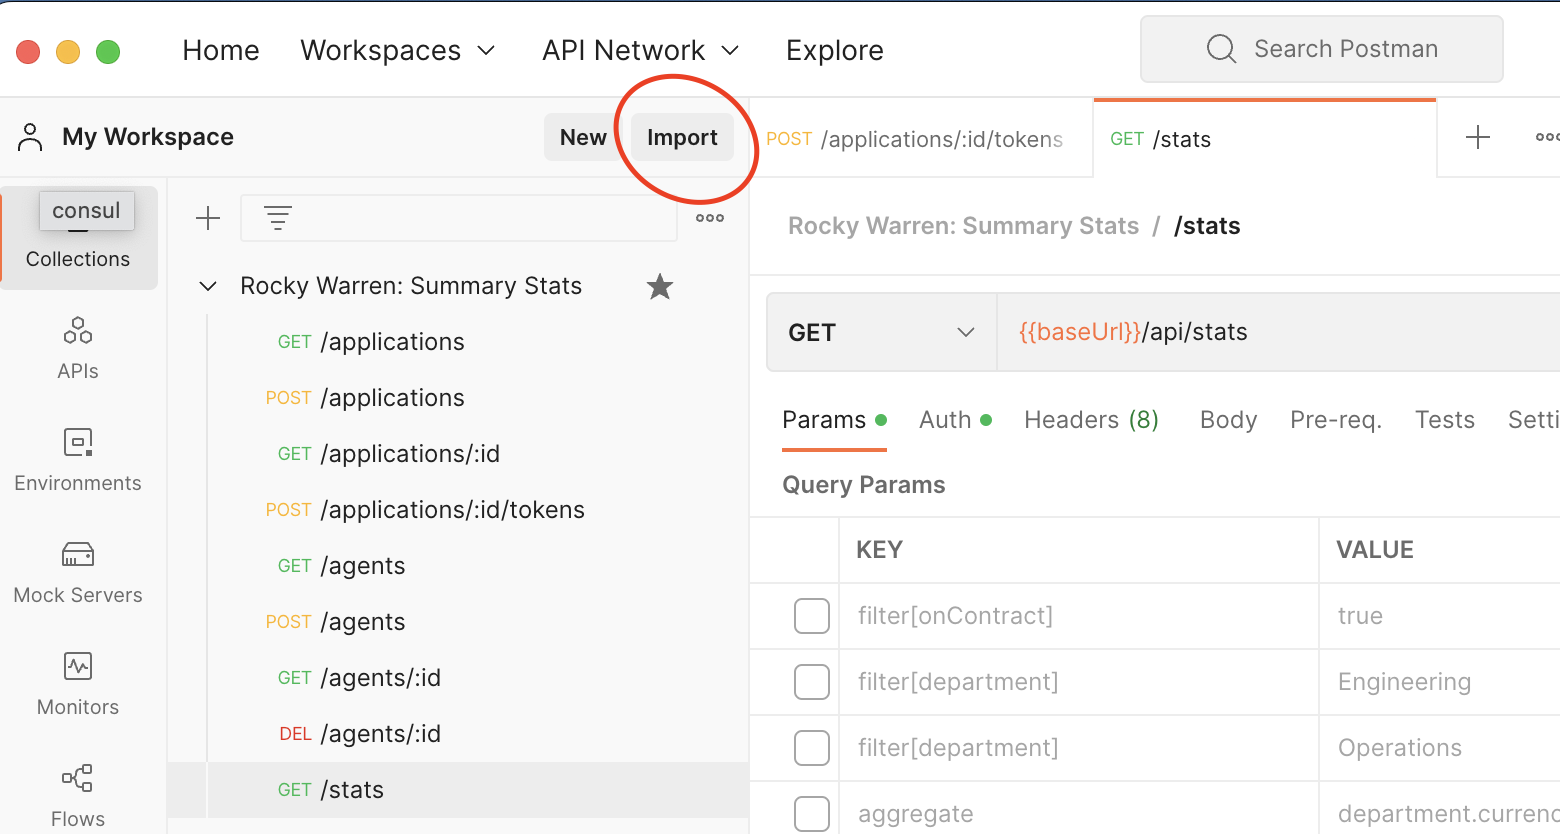 Home Workspaces API Network Explore Search Postman
My Workspace New Import
POST /applications/:id/tokens GET /stats
consul
Collections
APIs
Environments
Mock Servers
Monitors
Flows
Rocky Warren: Summary Stats
GET /applications
POST /applications
GET /applications/:id
POST /applications/:id/tokens
GET /agents
POST /agents
GET /agents/:id
DEL /agents/:id
GET /stats
Rocky Warren: Summary Stats / /stats
GET {{baseUrl}}/api/stats
Params Auth Headers (8) Body Pre-req. Tests Setti
Query Params
KEY VALUE
filter[onContract] true
filter[department] Engineering
filter[department] Operations
aggregate department.currenc